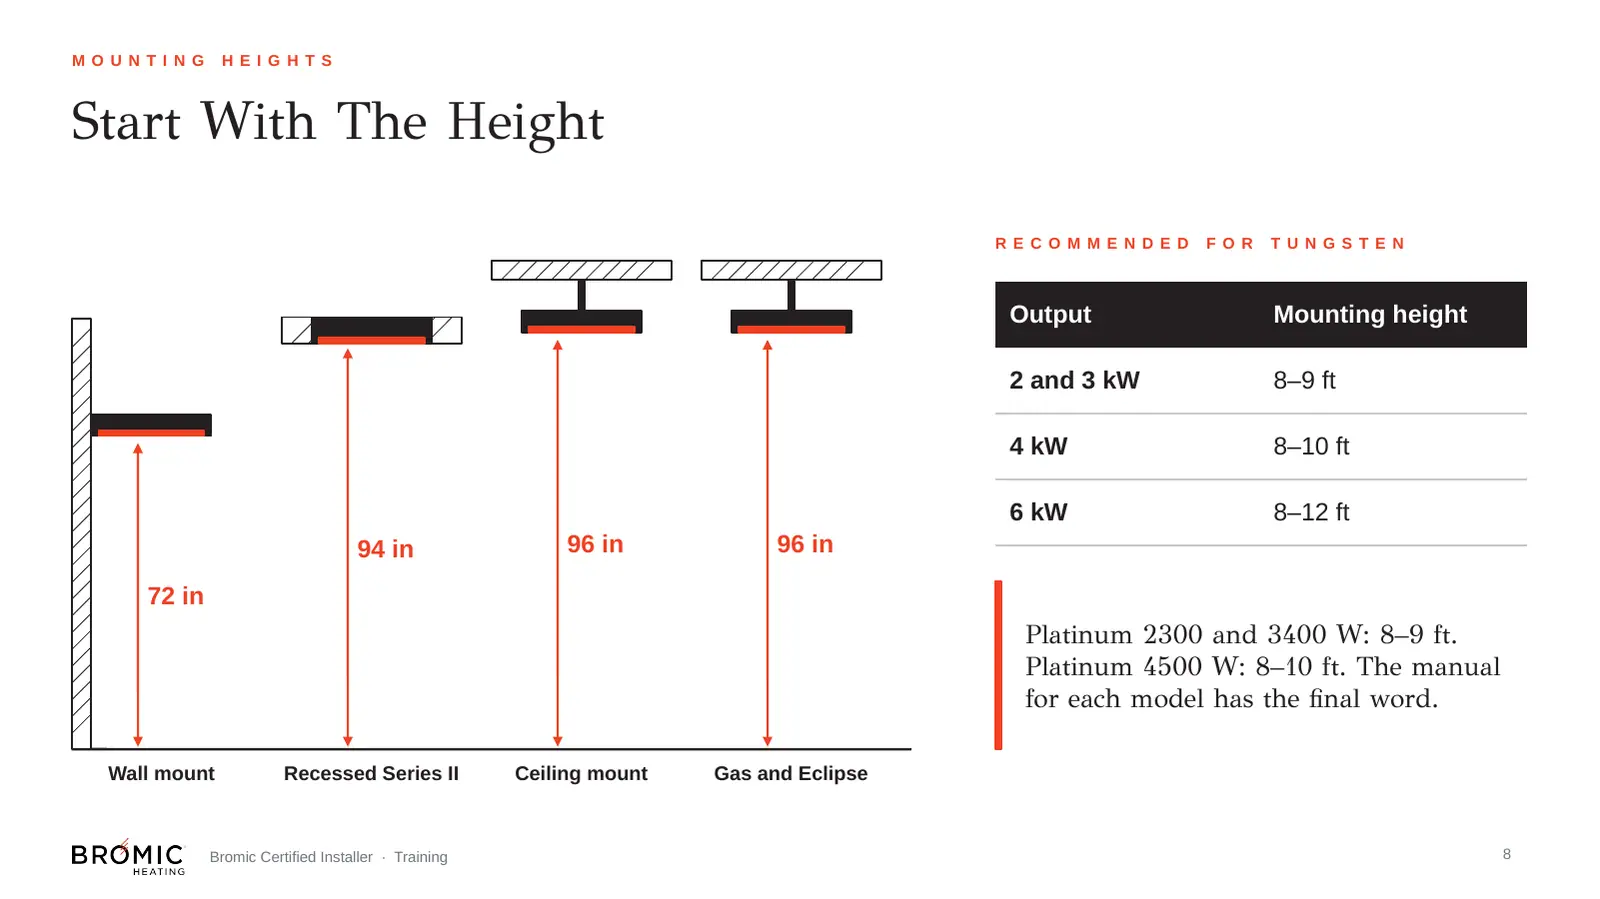 MOUNTING HEIGHTS
Start With The Height
72 in
94 in
96 in
96 in
Wall mount
Recessed Series II
Ceiling mount
Gas and Eclipse
RECOMMENDED FOR TUNGSTEN
Output Mounting height
2 and 3 kW 8–9 ft
4 kW 8–10 ft
6 kW 8–12 ft
Platinum 2300 and 3400 W: 8–9 ft.
Platinum 4500 W: 8–10 ft. The manual
for each model has the final word.
BROMIC
HEATING
Bromic Certified Installer · Training
8